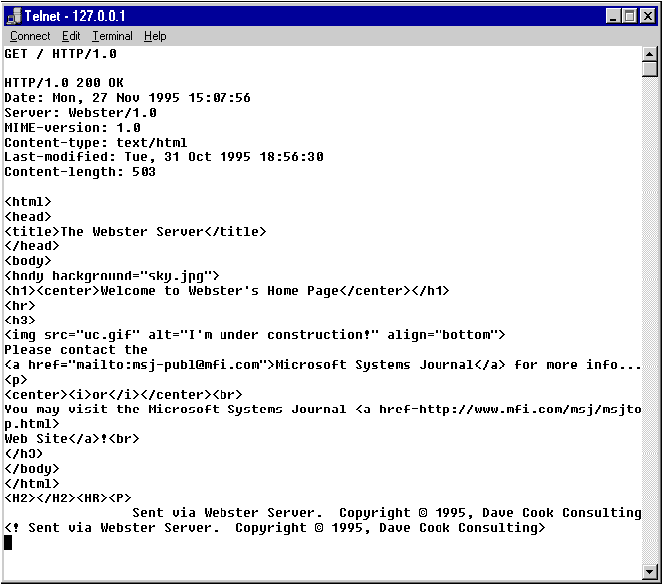 Telnet - 127.0.0.1
Connect Edit Terminal Help
GET / HTTP/1.0
HTTP/1.0 200 OK
Date: Mon, 27 Nov 1995 15:07:56
Server: Webster/1.0
MIME-version: 1.0
Content-type: text/html
Last-modified: Tue, 31 Oct 1995 18:56:30
Content-length: 503
<html>
<head>
<title>The Webster Server</title>
</head>
<body>
<body background="sky.jpg">
<h1><center>Welcome to Webster's Home Page</center></h1>
<hr>
<h3>
<img src="uc.gif" alt="I'm under construction!" align="bottom">
Please contact the
<a href="mailto:msj-publ@mfi.com">Microsoft Systems Journal</a> for more info...
<p>
<center><i>or</i></center><br>
You may visit the Microsoft Systems Journal <a href-http://www.mfi.com/msj/msjto
p.html>
Web Site</a>!<br>
</h3>
</body>
</html>
<H2></H2><HR><P>
Sent via Webster Server.  Copyright © 1995, Dave Cook Consulting
<! Sent via Webster Server.  Copyright © 1995, Dave Cook Consulting>